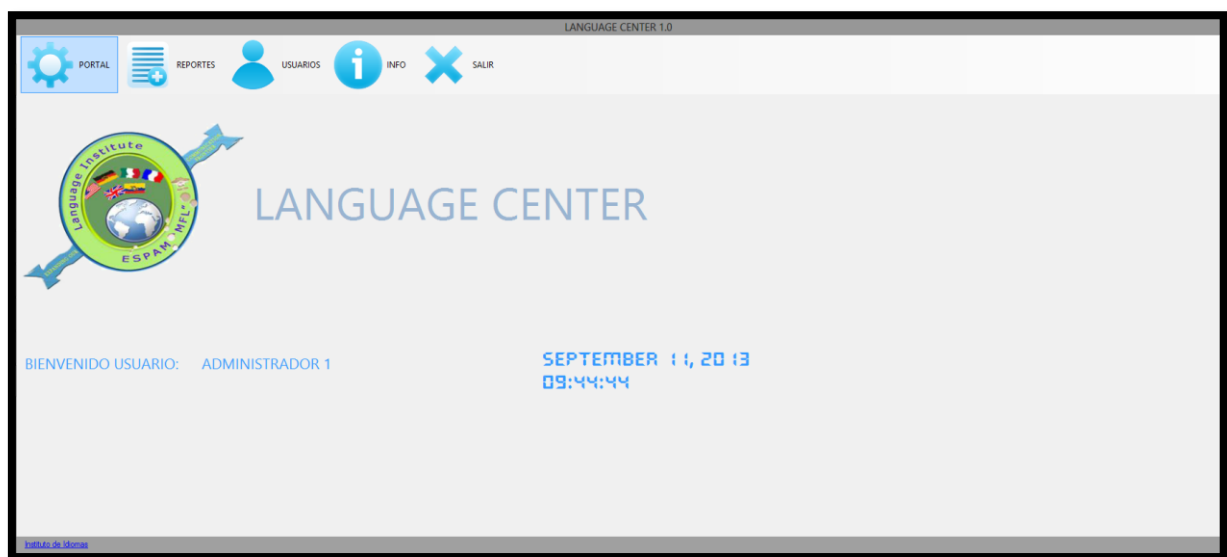 LANGUAGE CENTER 1.0
PORTAL
REPORTES
USUARIOS
INFO
SALIR
Language Institute
ESPAM "MFL"
LANGUAGE CENTER
BIENVENIDO USUARIO: ADMINISTRADOR 1
SEPTEMBER 11, 2013
09:44:44
Instituto de Idiomas